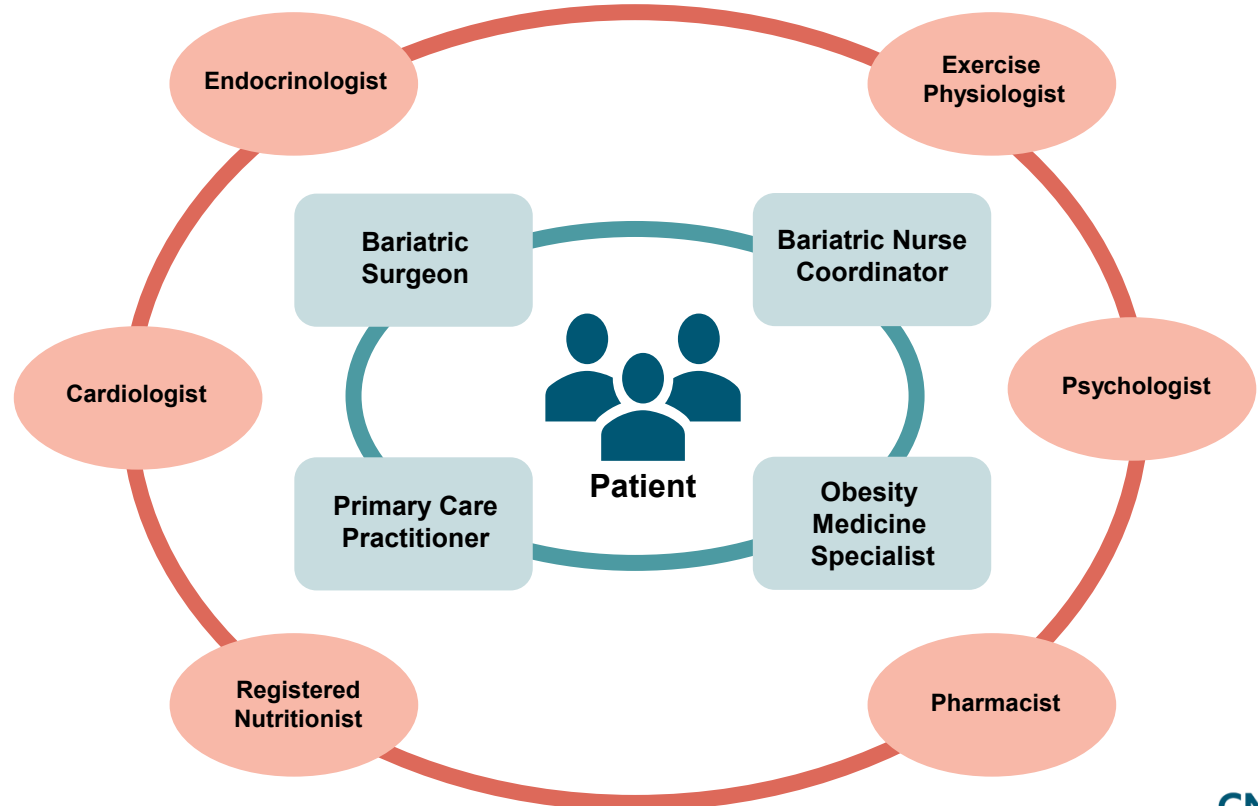 Endocrinologist
Exercise
Physiologist
Bariatric
Surgeon
Bariatric Nurse
Coordinator
Cardiologist
Psychologist
Patient
Primary Care
Practitioner
Obesity
Medicine
Specialist
Registered
Nutritionist
Pharmacist